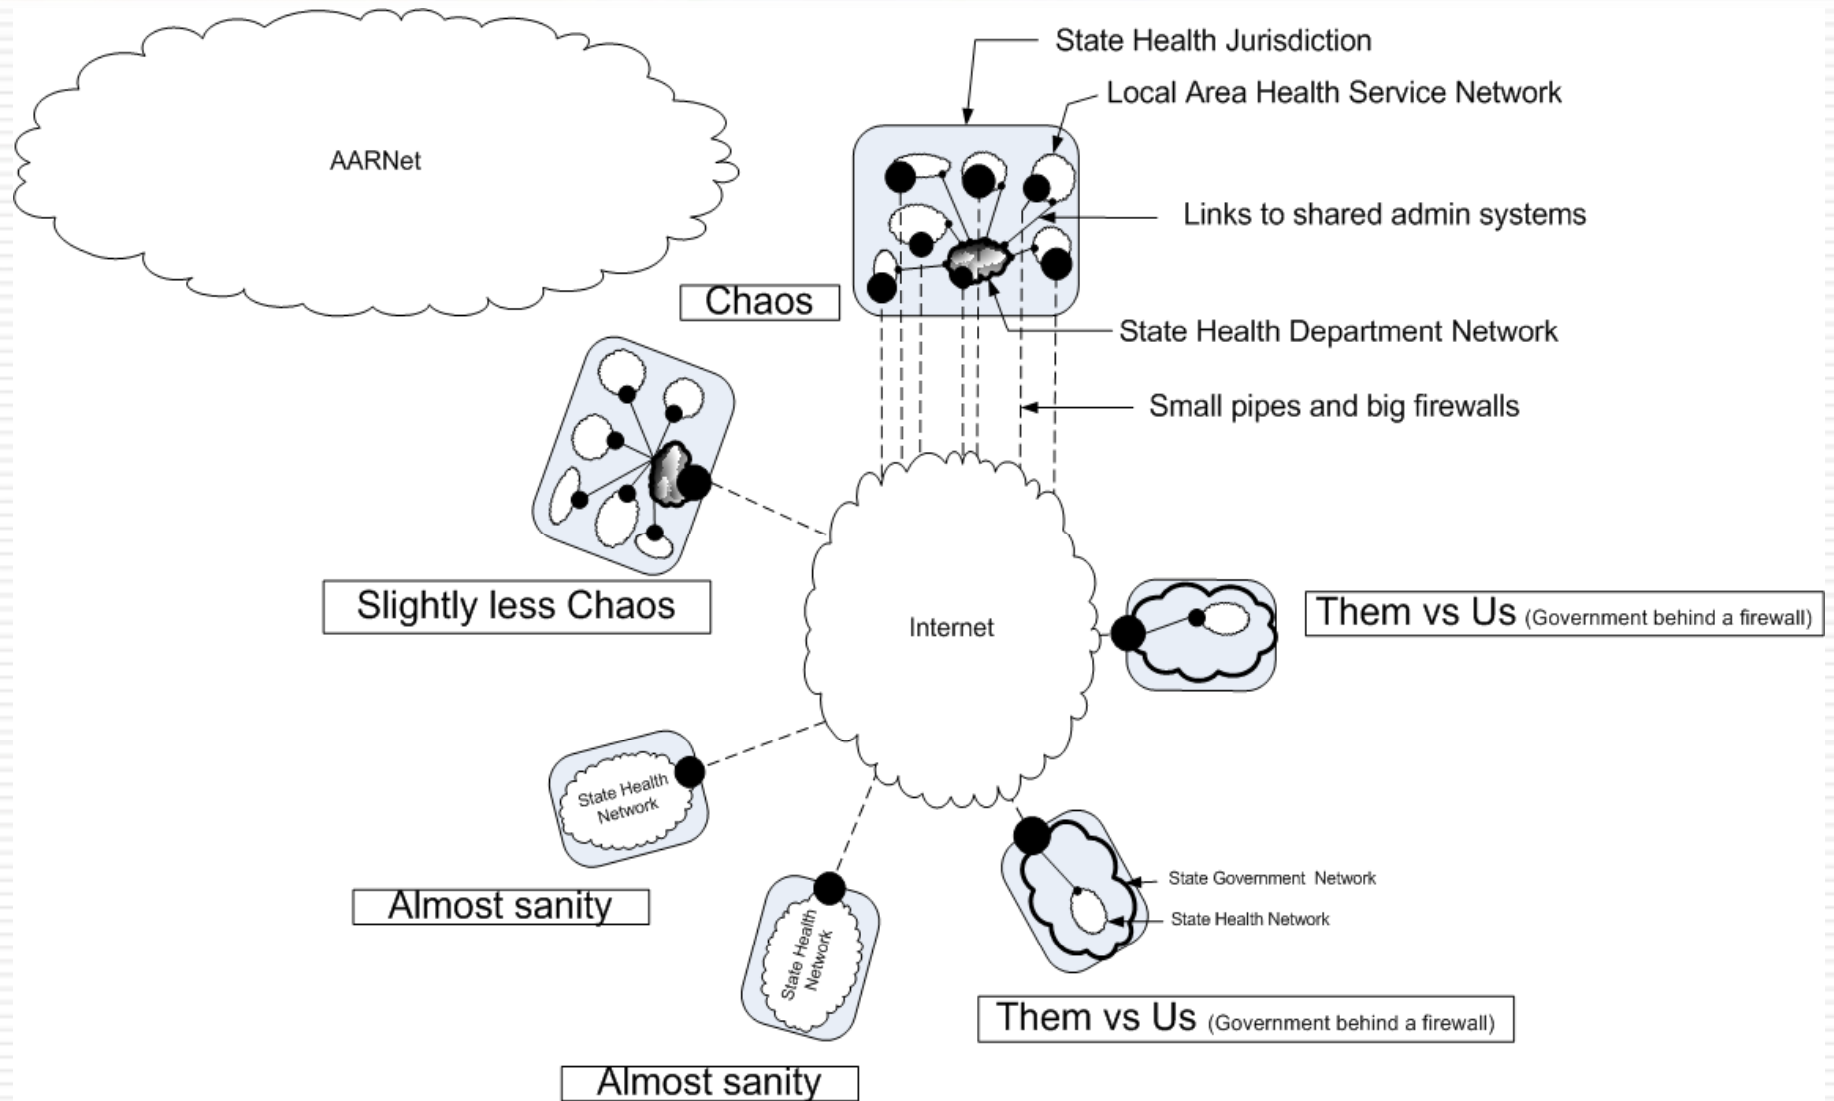 State Health Jurisdiction
Local Area Health Service Network
AARNet
Links to shared admin systems
Chaos
State Health Department Network
Small pipes and big firewalls
Slightly less Chaos
Internet
Them vs Us (Government behind a firewall)
State Health
Network
Almost sanity
State Health
Network
State Government Network
State Health Network
Them vs Us (Government behind a firewall)
Almost sanity